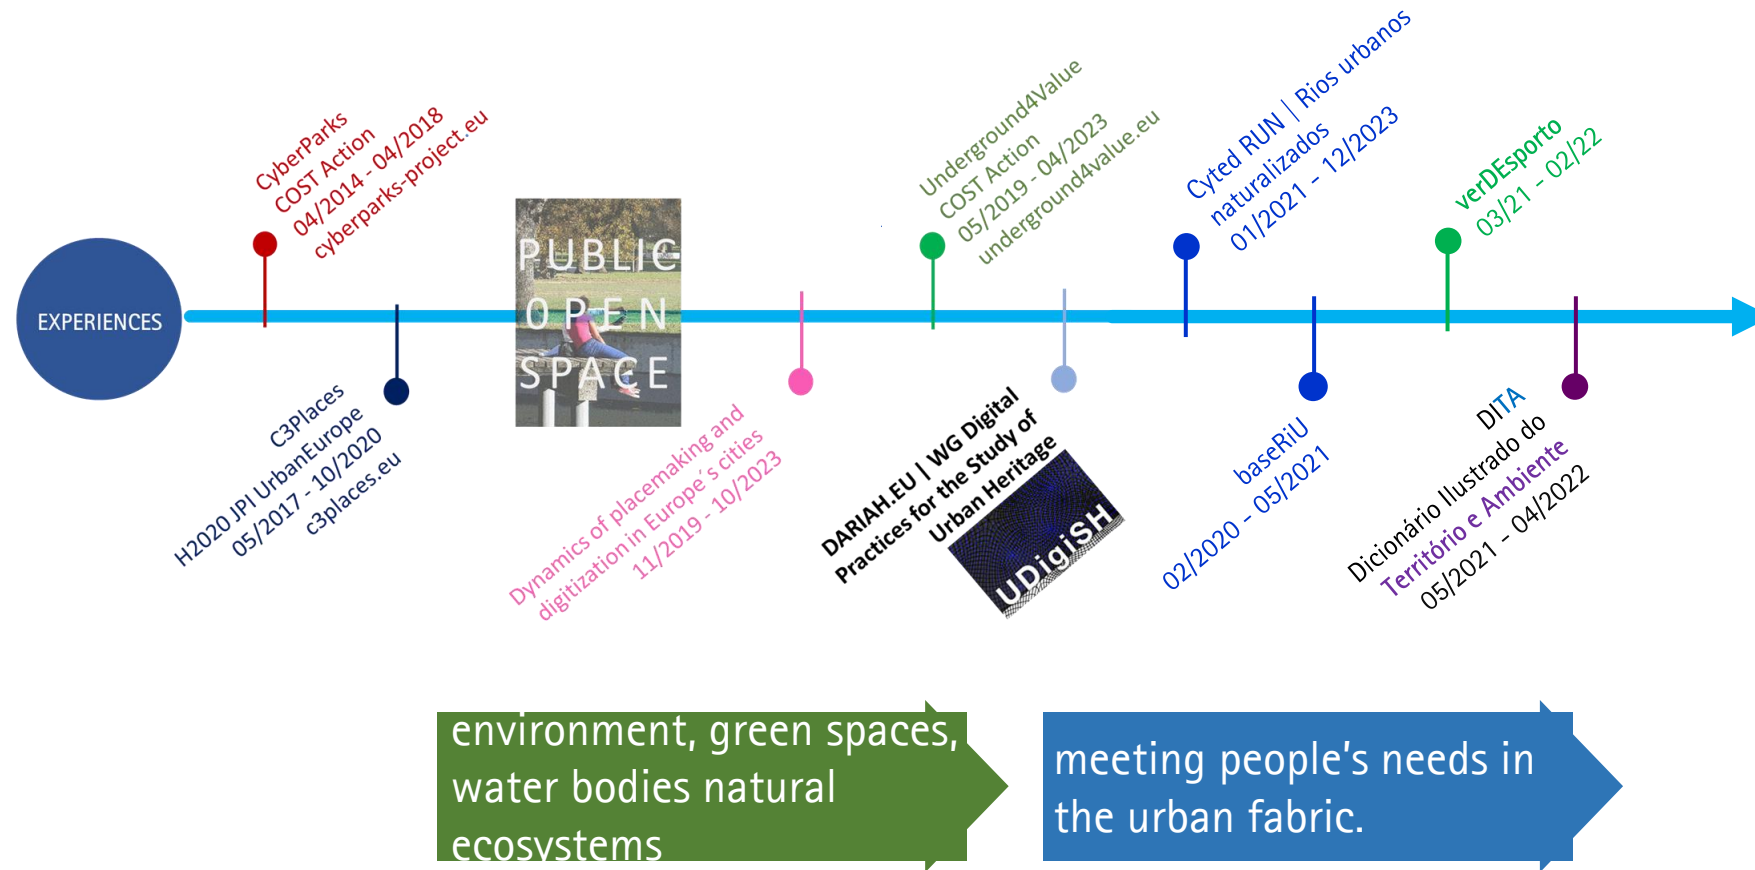 EXPERIENCES
CyberParks
COST Action
04/2014 - 04/2018
cyberparks-project.eu
C3Places
H2020 JPI UrbanEurope
05/2017 - 10/2020
c3places.eu
PUBLIC
OPEN
SPACE
Dynamics of placemaking and
digitization in Europe´s cities
11/2019 - 10/2023
Underground4Value
COST Action
05/2019 - 04/2023
underground4value.eu
DARIAH.EU | WG Digital
Practices for the Study of
Urban Heritage
UDigiSH
Cyted RUN | Rios urbanos
naturalizados
01/2021 - 12/2023
baseRiU
02/2020 - 05/2021
verDEsporto
03/21 - 02/22
DITA
Dicionário Ilustrado do
Território e Ambiente
05/2021 - 04/2022
environment, green spaces,
water bodies natural
ecosystems
meeting people’s needs in
the urban fabric.